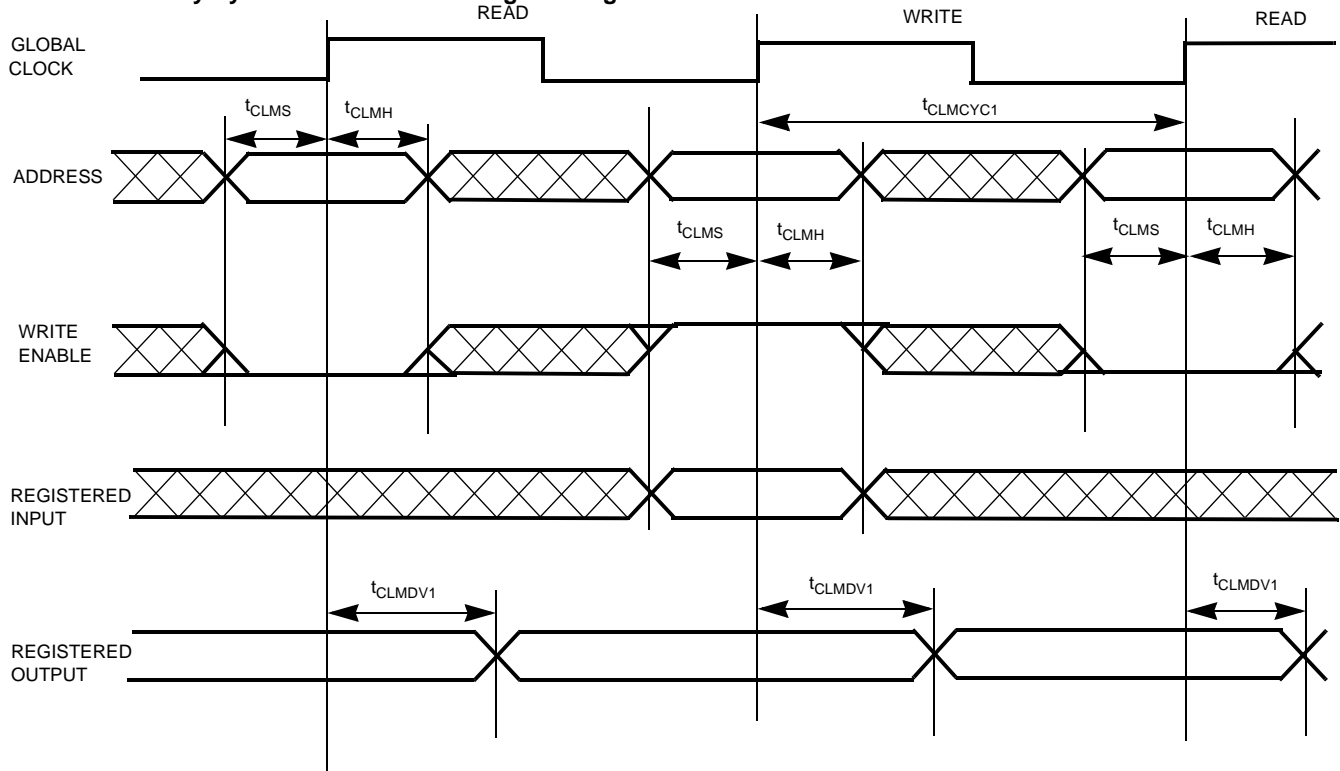 READ
WRITE
READ
GLOBAL
CLOCK
tCLMS
tCLMH
tCLMCYC1
ADDRESS
tCLMS
tCLMH
tCLMS
tCLMH
WRITE
ENABLE
REGISTERED
INPUT
tCLMDV1
tCLMDV1
tCLMDV1
REGISTERED
OUTPUT